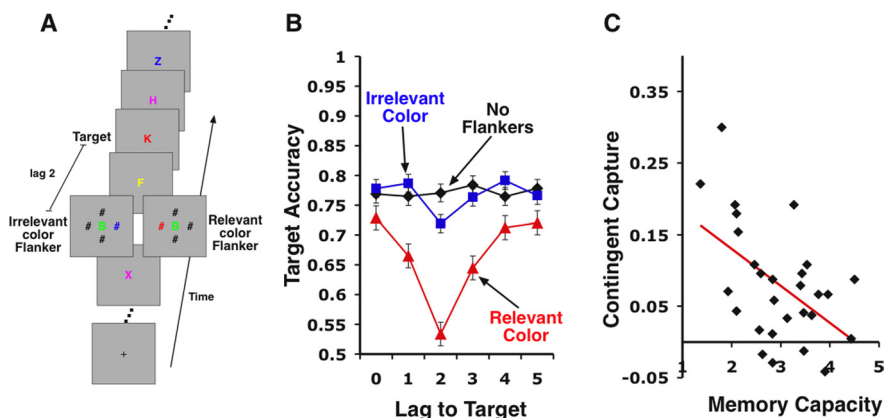 A
Z
H
K
Target
lag 2
F
#
# B #
#
#
# B #
#
Irrelevant
color
Flanker
Relevant
color
Flanker
X
Time
+
B
Target Accuracy
1
0.95
0.9
0.85
0.8
0.75
0.7
0.65
0.6
0.55
0.5
Irrelevant
Color
No
Flankers
Relevant
Color
0 1 2 3 4 5
Lag to Target
C
Contingent Capture
0.35
0.25
0.15
0.05
-0.05
1 2 3 4 5
Memory Capacity